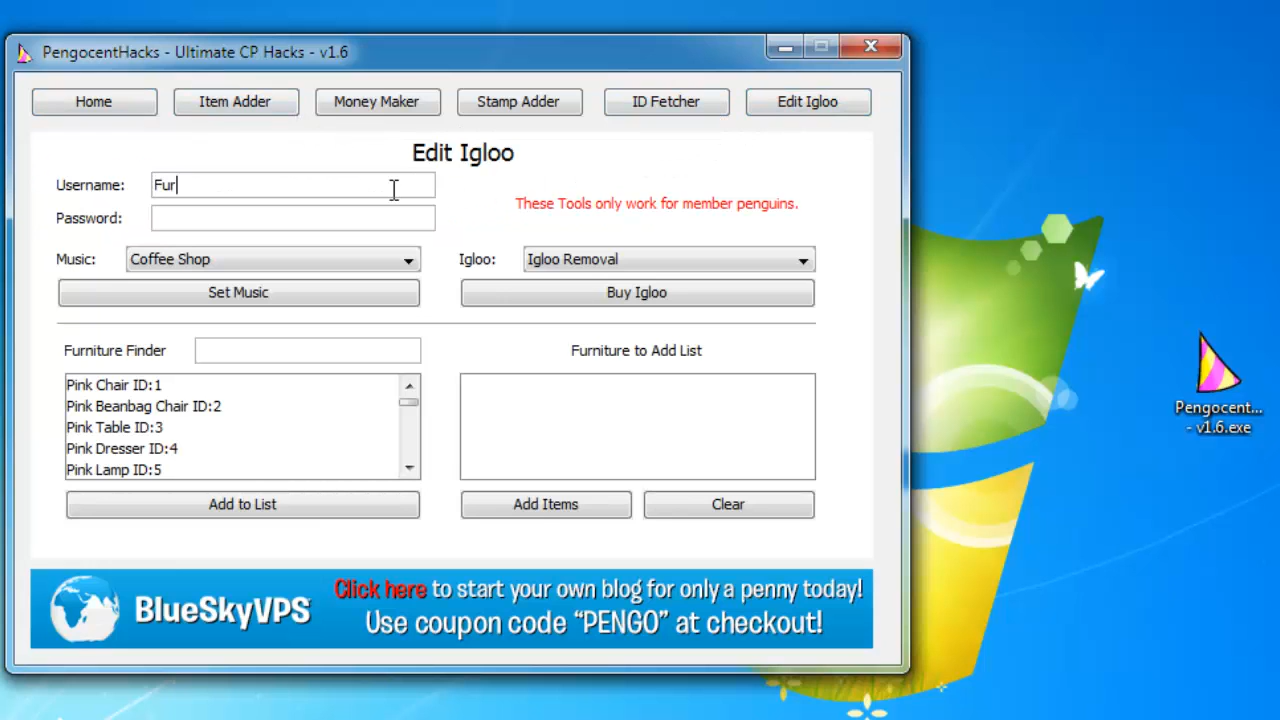 PengocentHacks - Ultimate CP Hacks - v1.6
Home Item Adder Money Maker Stamp Adder ID Fetcher Edit Igloo
Edit Igloo
Username: Fur
These Tools only work for member penguins.
Password:
Music: Coffee Shop Igloo: Igloo Removal
Set Music Buy Igloo
Furniture Finder Furniture to Add List
Pink Chair ID:1
Pink Beanbag Chair ID:2
Pink Table ID:3
Pink Dresser ID:4
Pink Lamp ID:5
Add to List Add Items Clear
BlueSkyVPS
Click here to start your own blog for only a penny today!
Use coupon code “PENGO” at checkout!
Pengocent...
- v1.6.exe